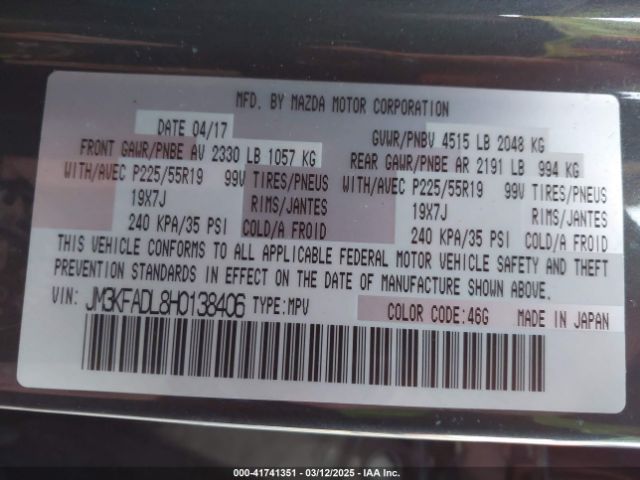 MFD. BY MAZDA MOTOR CORPORATION
DATE 04/17 GVWR/PNBV 4515 LB 2048 KG
FRONT GAWR/PNBE AV 2330 LB 1057 KG REAR GAWR/PNBE AR 2191 LB 994 KG
WITH/AVEC P225/55R19 99V TIRES/PNEUS WITH/AVEC P225/55R19 99V TIRES/PNEUS
19X7J RIMS/JANTES 19X7J RIMS/JANTES
240 KPA/35 PSI COLD/A FROID 240 KPA/35 PSI COLD/A FROID
THIS VEHICLE CONFORMS TO ALL APPLICABLE FEDERAL MOTOR VEHICLE SAFETY AND THEFT
PREVENTION STANDARDS IN EFFECT ON THE DATE OF MANUFACTURE SHOWN ABOVE.
VIN: JM3KFADL8H0138406 TYPE:MPV COLOR CODE:46G MADE IN JAPAN
000-41741351 - 03/12/2025 - IAA Inc.